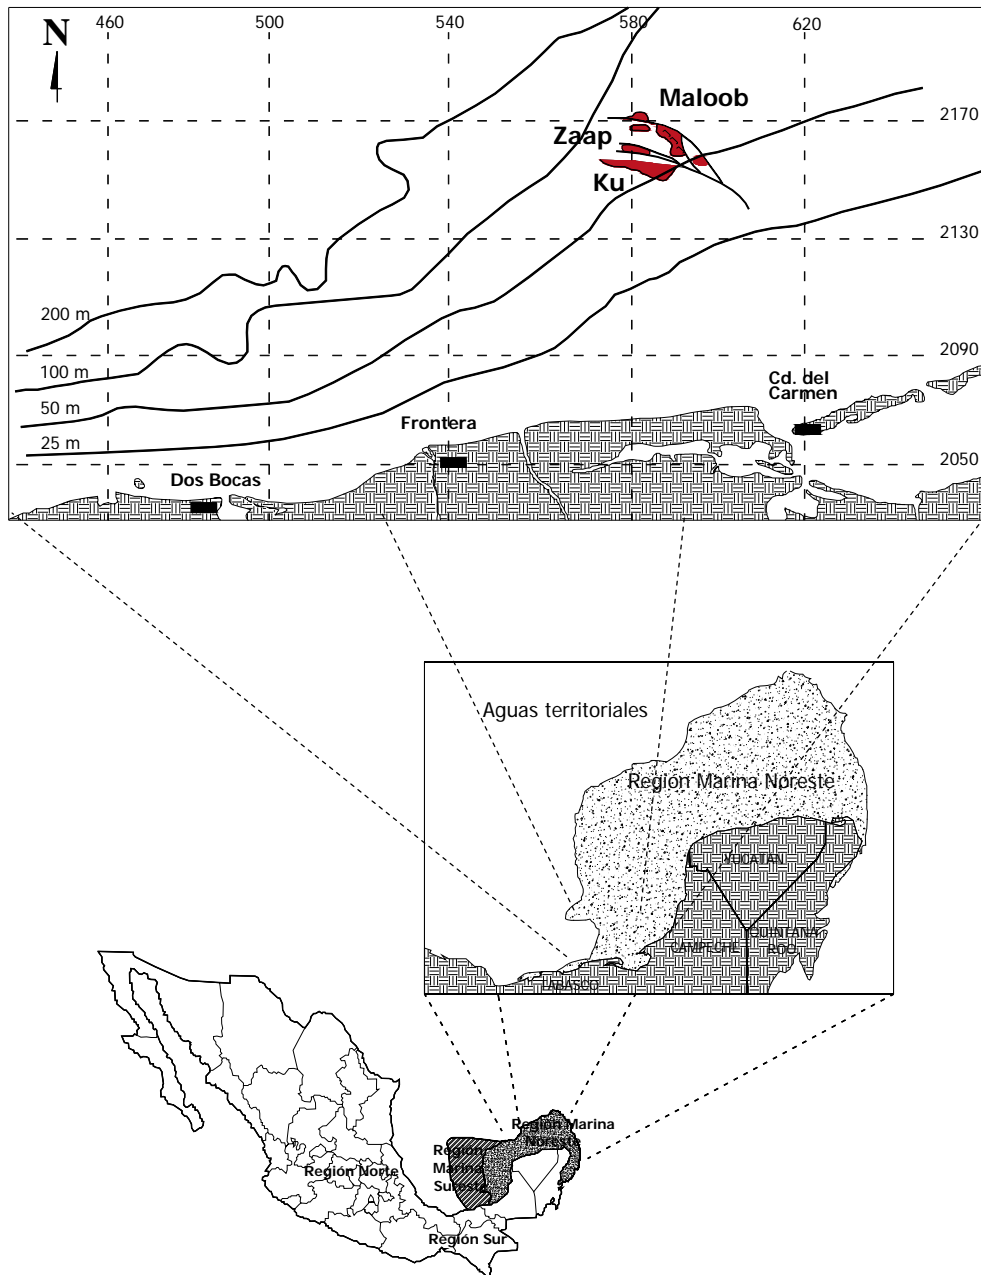 460
500
540
580
620
N
Maloob
2170
Zaap
Ku
2130
200 m
2090
100 m
Cd. del
Carmen
50 m
Frontera
25 m
2050
Dos Bocas
Aguas territoriales
Región Marina Noreste
YUCATAN
CAMPECHE
QUINTANA
ROO
TABASCO
Región Marina
Noreste
Región
Marina
Sureste
Región Norte
Región Sur